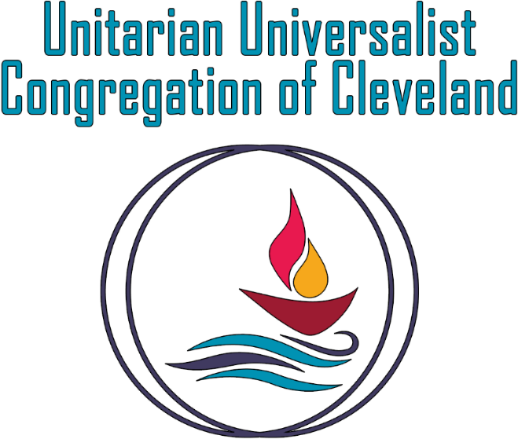 Unitarian Universalist
Congregation of Cleveland